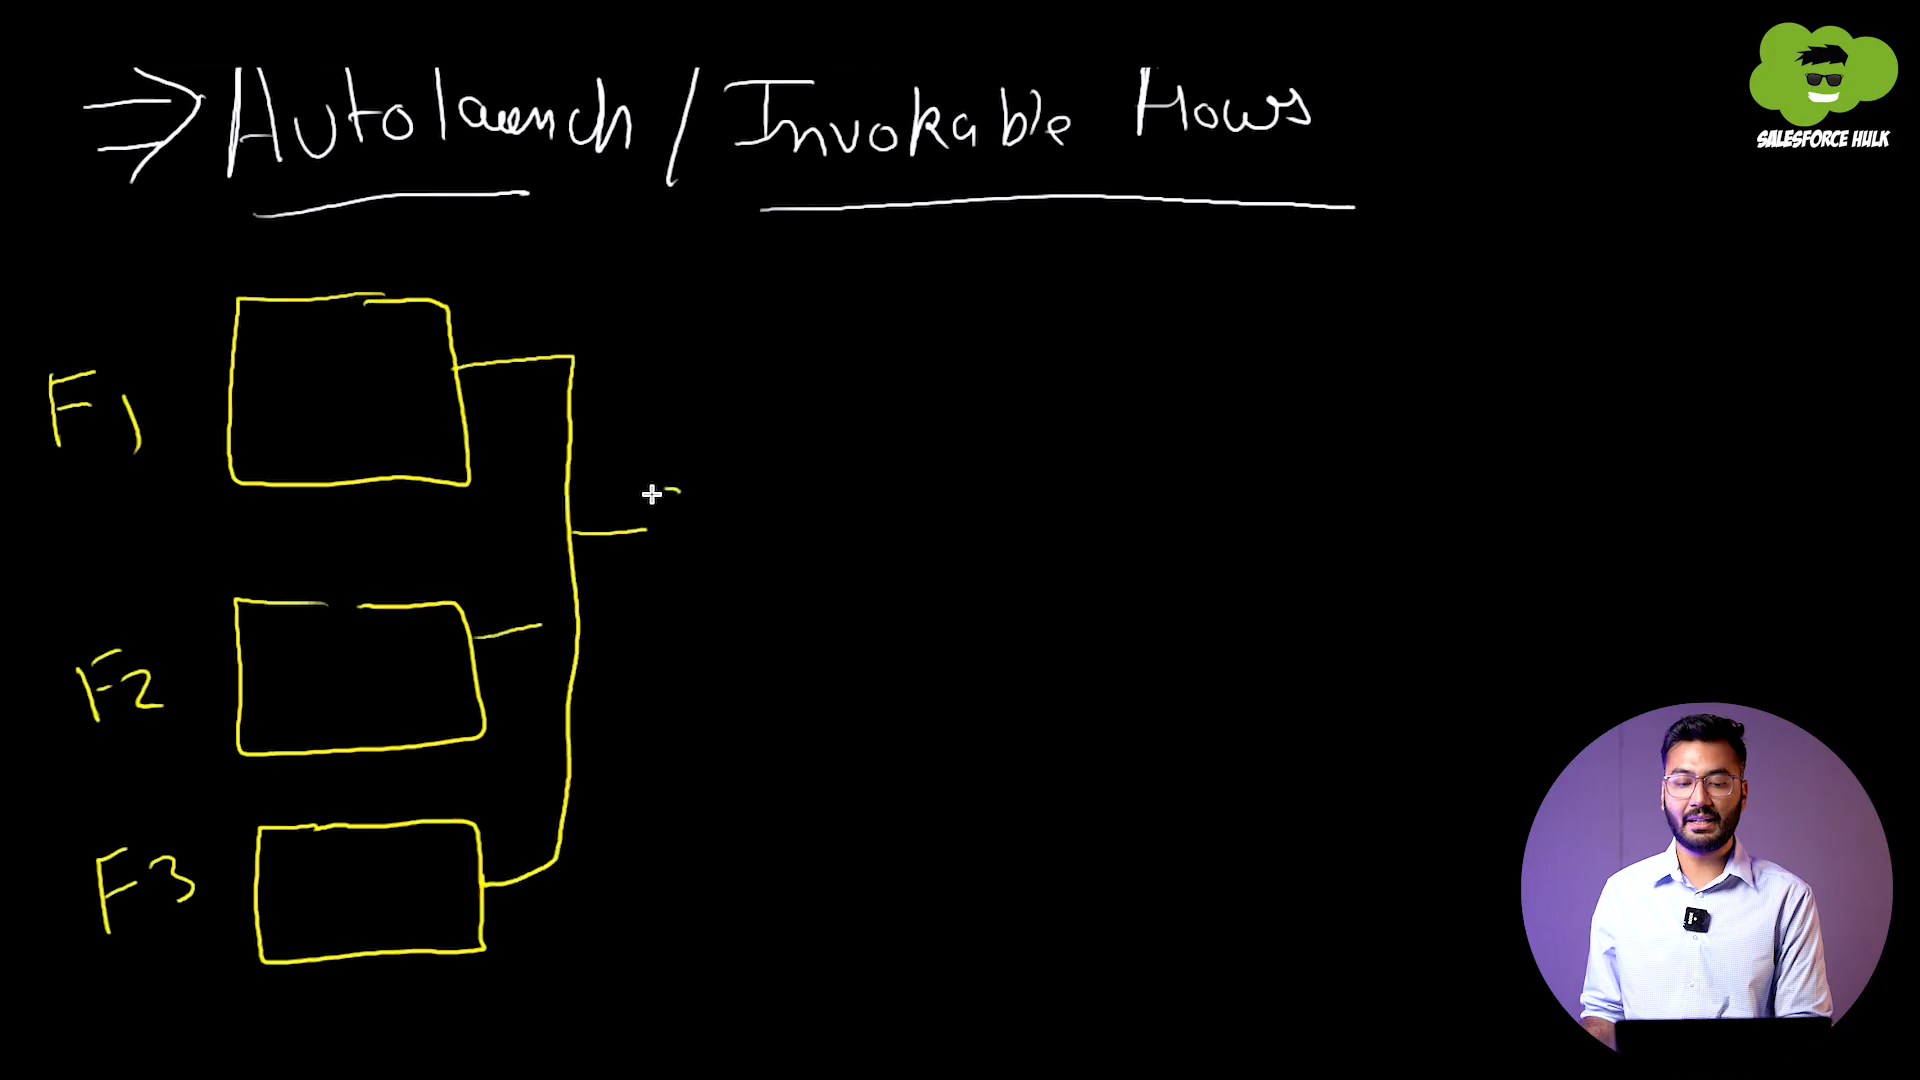 ⇒ Autolaunch / Invokable Flows
SALESFORCE HULK
F1
F2
F3